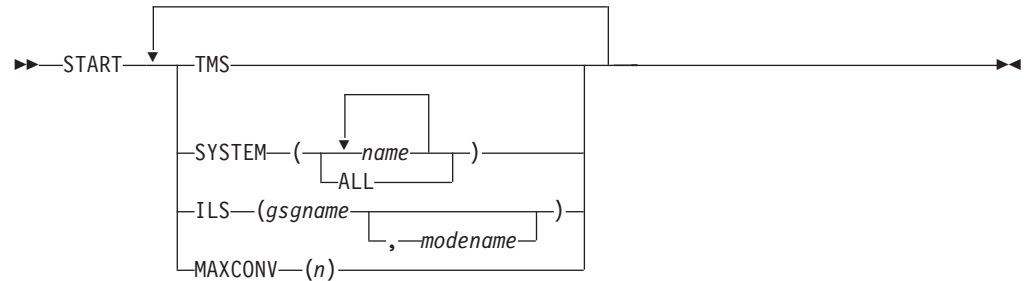 START TMS
SYSTEM ( name )
ALL
ILS (gsgname )
, modename
MAXCONV (n)